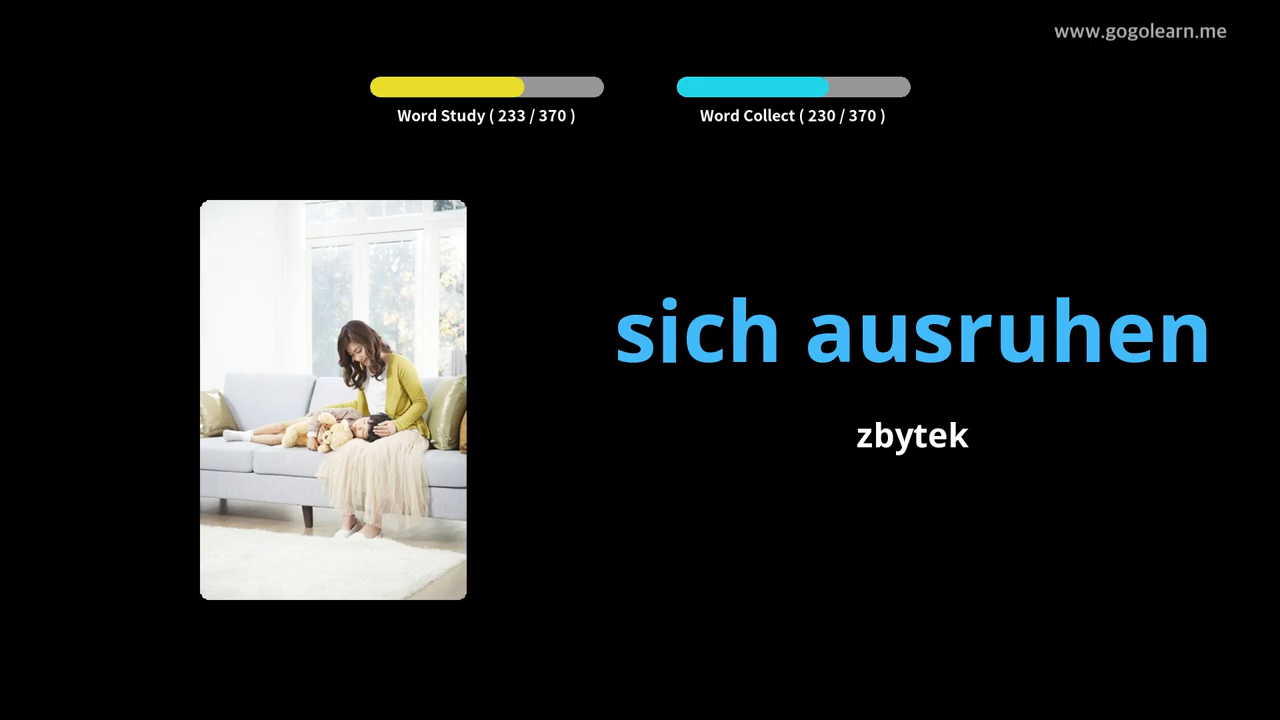 www.gogolearn.me
Word Study ( 233 / 370 )
Word Collect ( 230 / 370 )
sich ausruhen
zbytek